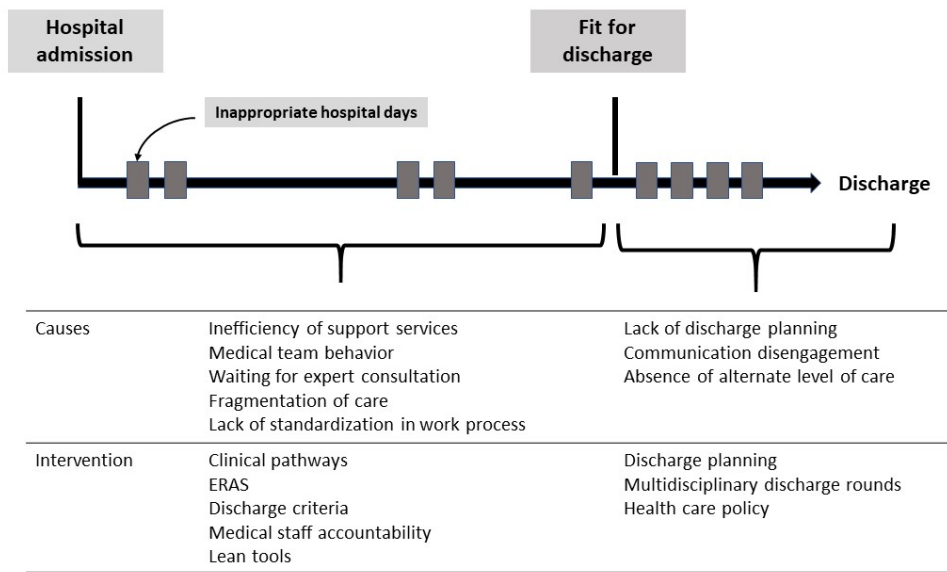 Hospital
admission
Fit for
discharge
Inappropriate hospital days
Discharge
Causes
Inefficiency of support services
Medical team behavior
Waiting for expert consultation
Fragmentation of care
Lack of standardization in work process
Lack of discharge planning
Communication disengagement
Absence of alternate level of care
Intervention
Clinical pathways
ERAS
Discharge criteria
Medical staff accountability
Lean tools
Discharge planning
Multidisciplinary discharge rounds
Health care policy